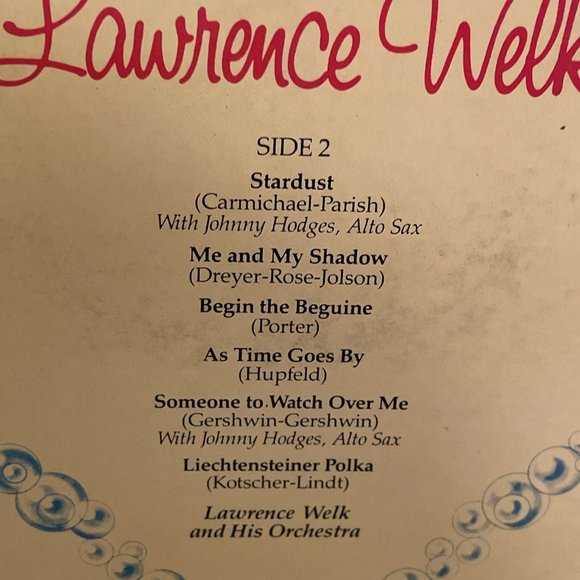 Lawrence Welk
SIDE 2
Stardust
(Carmichael-Parish)
With Johnny Hodges, Alto Sax
Me and My Shadow
(Dreyer-Rose-Jolson)
Begin the Beguine
(Porter)
As Time Goes By
(Hupfeld)
Someone to Watch Over Me
(Gershwin-Gershwin)
With Johnny Hodges, Alto Sax
Liechtensteiner Polka
(Kotscher-Lindt)
Lawrence Welk
and His Orchestra